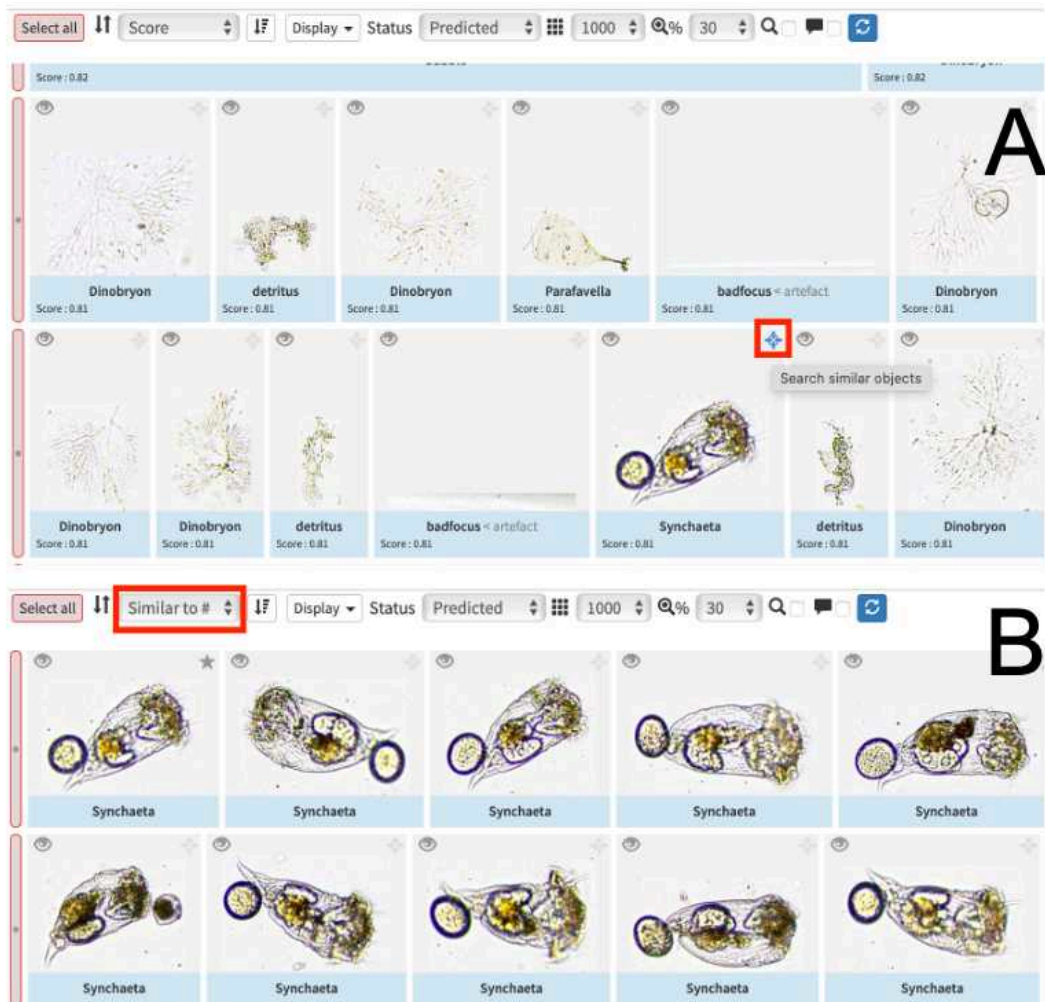 Select all Score Display Status Predicted 1000 % 30
Score : 0.82 Score : 0.82
A
Dinobryon detritus Dinobryon Parafavella badfocus < artefact Dinobryon
Score : 0.81 Score : 0.81 Score : 0.81 Score : 0.81 Score : 0.81 Score : 0.81
Search similar objects
Dinobryon Dinobryon detritus badfocus < artefact Synchaeta detritus Dinobryon
Score : 0.81 Score : 0.81 Score : 0.81 Score : 0.81 Score : 0.81 Score : 0.81 Score : 0.81
Select all Similar to # Display Status Predicted 1000 % 30
B
Synchaeta Synchaeta Synchaeta Synchaeta Synchaeta
Synchaeta Synchaeta Synchaeta Synchaeta Synchaeta